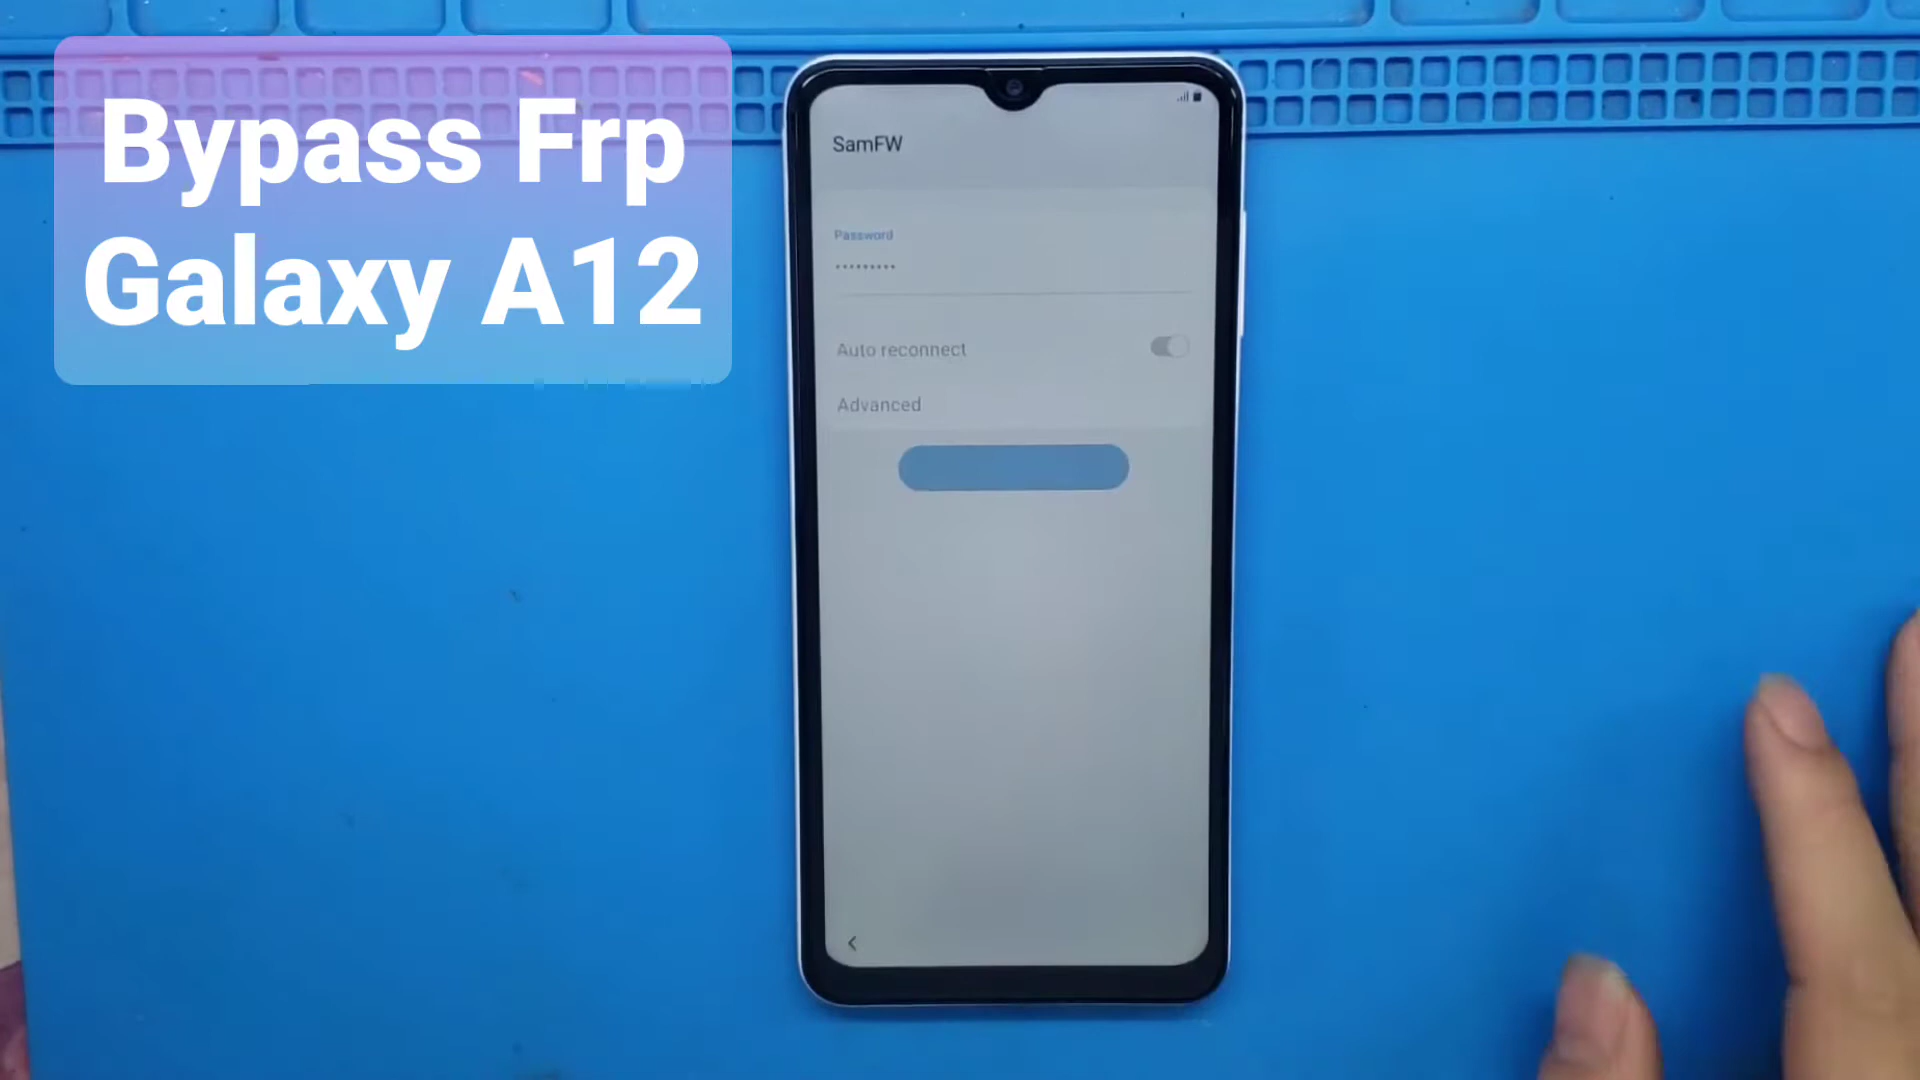 Bypass Frp
Galaxy A12
SamFW
Password
Auto reconnect
Advanced